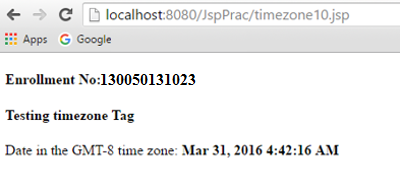 localhost:8080/JspPrac/timezone10.jsp
Apps Google
Enrollment No:130050131023
Testing timezone Tag
Date in the GMT-8 time zone: Mar 31, 2016 4:42:16 AM